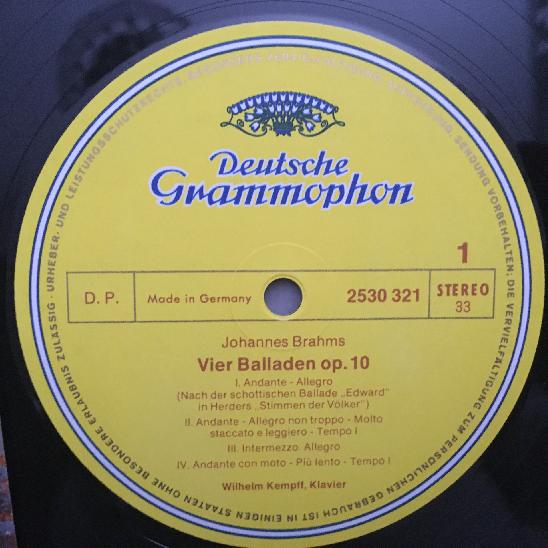 Deutsche
Grammophon
1
D. P.
Made in Germany
2530 321
STEREO
33
Johannes Brahms
Vier Balladen op. 10
I. Andante - Allegro
(Nach der schottischen Ballade „Edward"
in Herders „Stimmen der Völker")
II. Andante - Allegro non troppo - Molto
staccato e leggiero - Tempo I
III. Intermezzo. Allegro
IV. Andante con moto - Più lento - Tempo I
Wilhelm Kempff, Klavier
URHEBER- UND LEISTUNGSSCHUTZRECHTE, BESONDERS VERVIELFÄLTIGUNG, SENDUNG VORBEHALTEN; DIE VERVIELFÄLTIGUNG ZUM PERSÖNLICHEN GEBRAUCH IST IN EINIGEN STAATEN OHNE BESONDERE ERLAUBNIS ZULÄSSIG ·